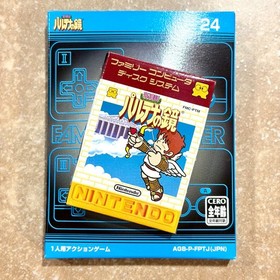 パルテナの鏡
24
I
ファミリー コンピュータ
ディスク システム
パルテナの鏡
Nintendo
NINTENDO
CERO
全年齢
1人用アクションゲーム
AGB-P-FPTJ(JPN)